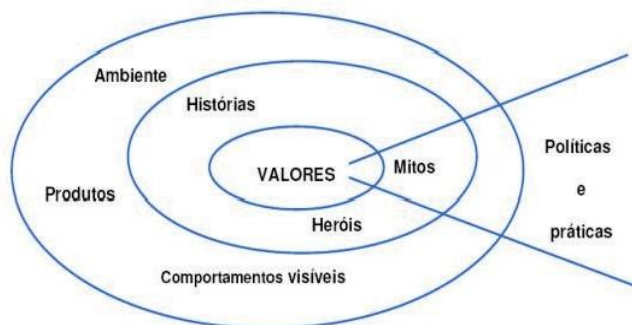 Ambiente
Histórias
Políticas
VALORES
Mitos
e
Produtos
Heróis
práticas
Comportamentos visíveis